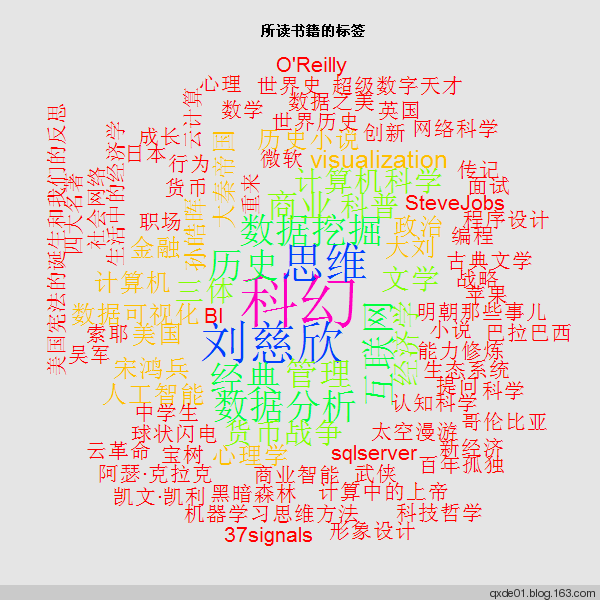 所读书籍的标签
O'Reilly
心理
世界史
超级数字天才
云计算
数学
数据之美
英国
世界历史
创新
网络科学
美国宪法的诞生和我们的反思
四大名著
社会网络
生活中的经济学
成长
日本
行为
货币
大秦帝国
历史小说
微软
visualization
传记
面试
重来
计算机科学
商业
科普
SteveJobs
职场
孙皓晖
数据挖掘
政治
程序设计
编程
金融
历史
思维
大刘
古典文学
计算机
三体
文学
战略
苹果
数据可视化
BI
科幻
互联网
经济学
明朝那些事儿
索耶
美国
刘慈欣
小说
巴拉巴西
吴军
能力修炼
宋鸿兵
经典
管理
生态系统
人工智能
提问
科学
中学生
数据分析
认知科学
球状闪电
货币战争
太空漫游
哥伦比亚
云革命
宝树
心理学
sqlserver
新经济
阿瑟·克拉克
商业智能
武侠
百年孤独
凯文·凯利
黑暗森林
计算中的上帝
机器学习
思维方法
科技哲学
37signals
形象设计
qxde01.blog.163.com